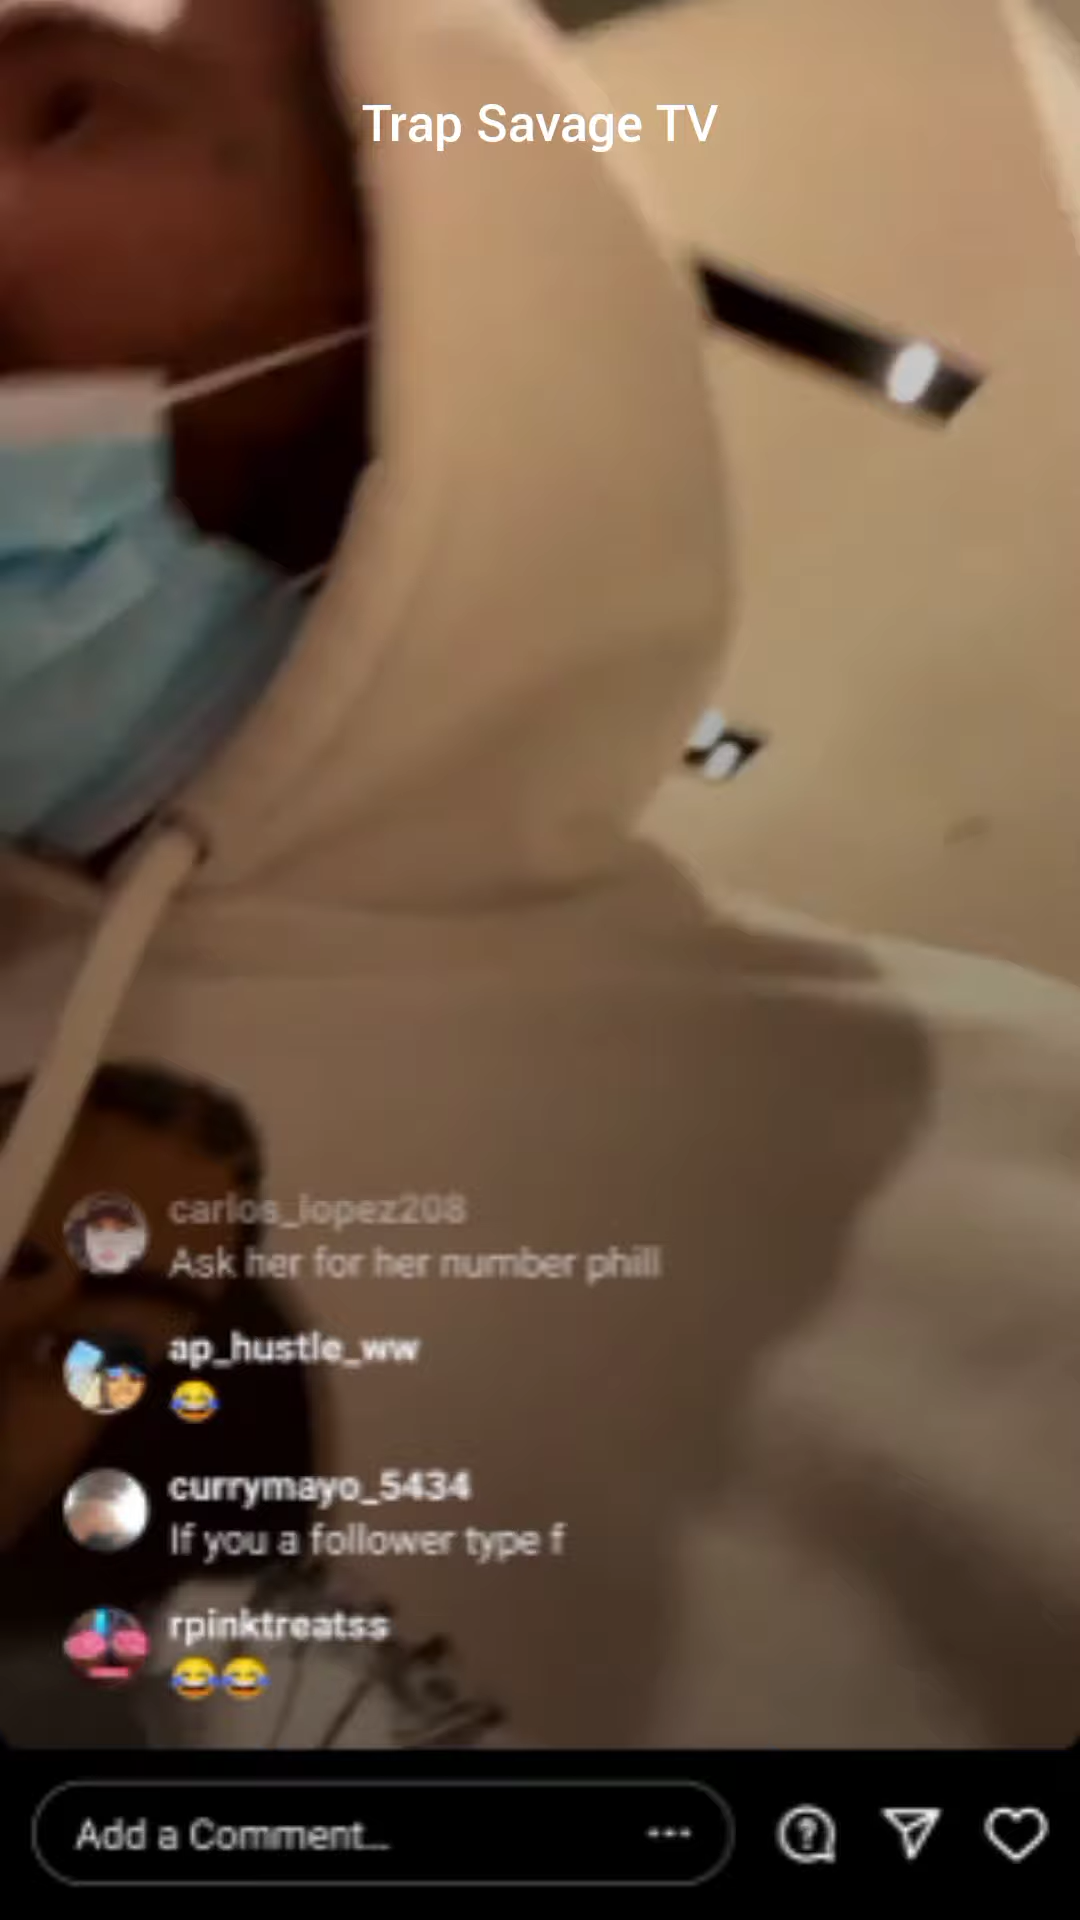 Trap Savage TV
carlos_lopez208
Ask her for her number phill
ap_hustle_ww
😂
currymayo_5434
If you a follower type f
rpinktreatss
😂😂
Add a Comment...